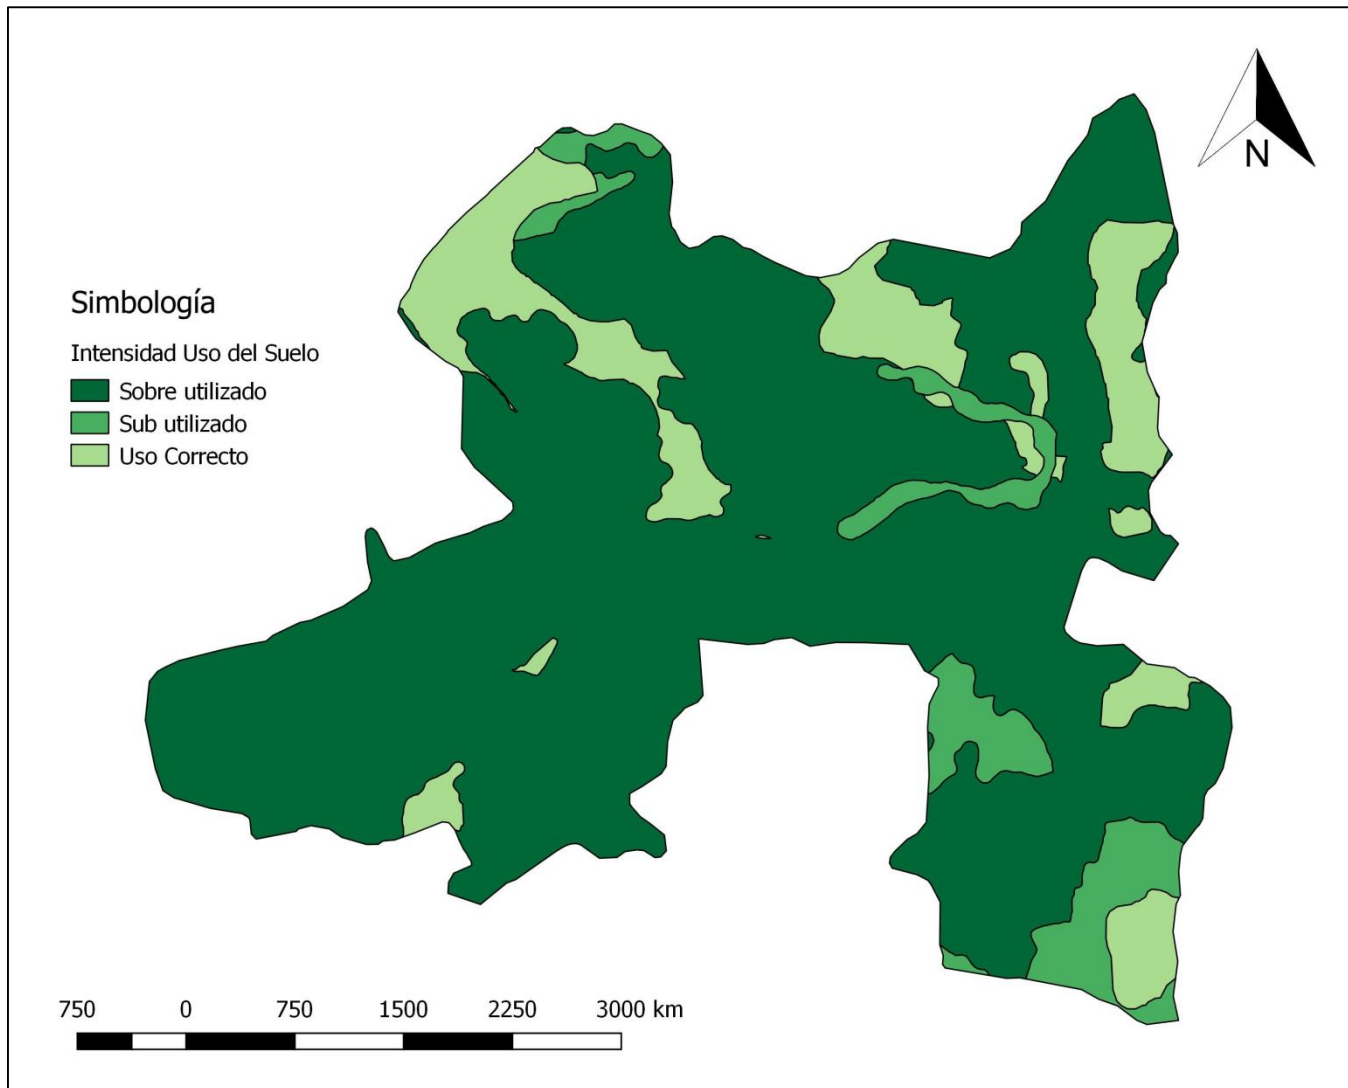 N
Simbología
Intensidad Uso del Suelo
Sobre utilizado
Sub utilizado
Uso Correcto
750 0 750 1500 2250 3000 km